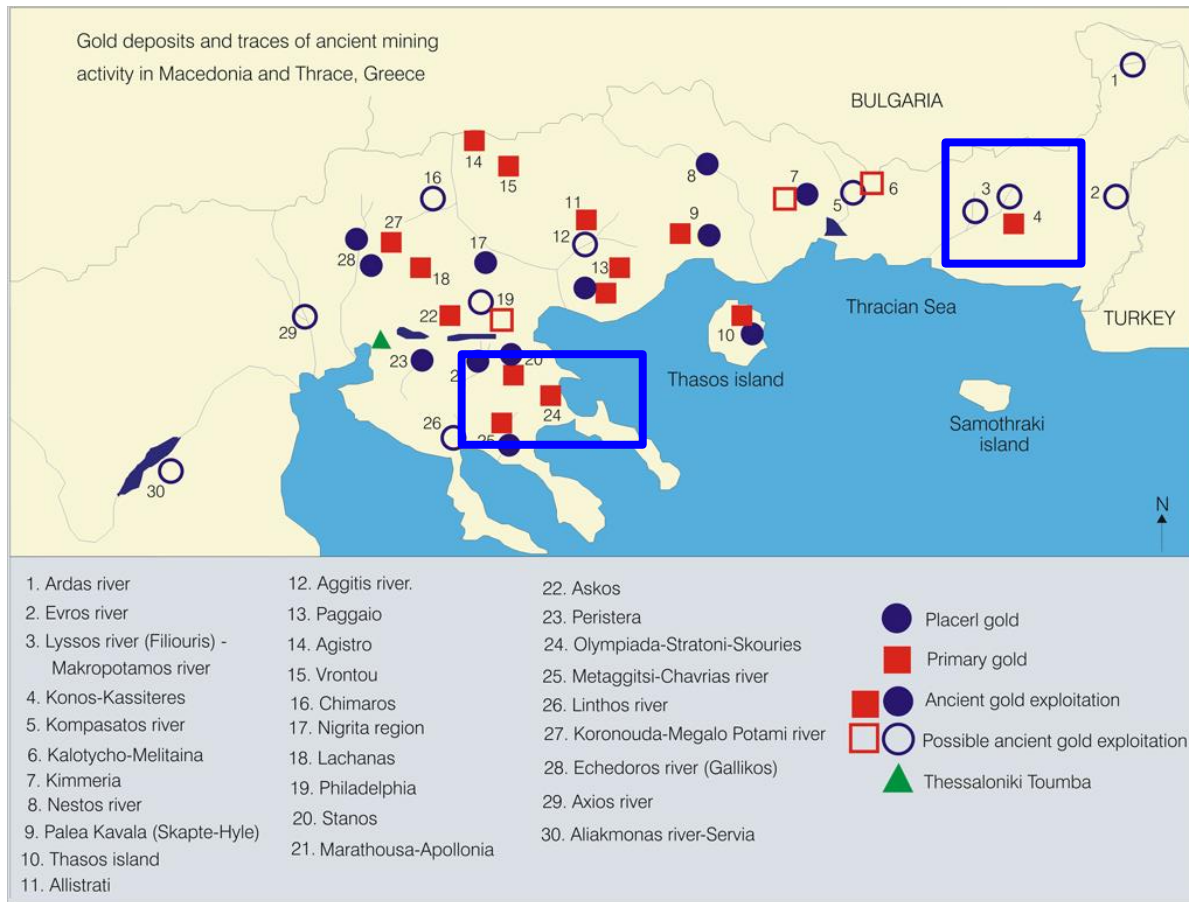 Gold deposits and traces of ancient mining
activity in Macedonia and Thrace, Greece
BULGARIA
1
14
15
16
8
7
6
5
3
2
4
27
11
12
9
17
28
18
13
19
22
29
10
Thracian Sea
TURKEY
Thasos island
23
20
2
24
26
25
Samothraki
island
30
N
1. Ardas river
2. Evros river
3. Lyssos river (Filiouris) -
Makropotamos river
4. Konos-Kassiteres
5. Kompasatos river
6. Kalotycho-Melitaina
7. Kimmeria
8. Nestos river
9. Palea Kavala (Skapte-Hyle)
10. Thasos island
11. Allistrati
12. Aggitis river.
13. Paggaio
14. Agistro
15. Vrontou
16. Chimaros
17. Nigrita region
18. Lachanas
19. Philadelphia
20. Stanos
21. Marathousa-Apollonia
22. Askos
23. Peristera
24. Olympiada-Stratoni-Skouries
25. Metaggitsi-Chavrias river
26. Linthos river
27. Koronouda-Megalo Potami river
28. Echedoros river (Gallikos)
29. Axios river
30. Aliakmonas river-Servia
Placerl gold
Primary gold
Ancient gold exploitation
Possible ancient gold exploitation
Thessaloniki Toumba